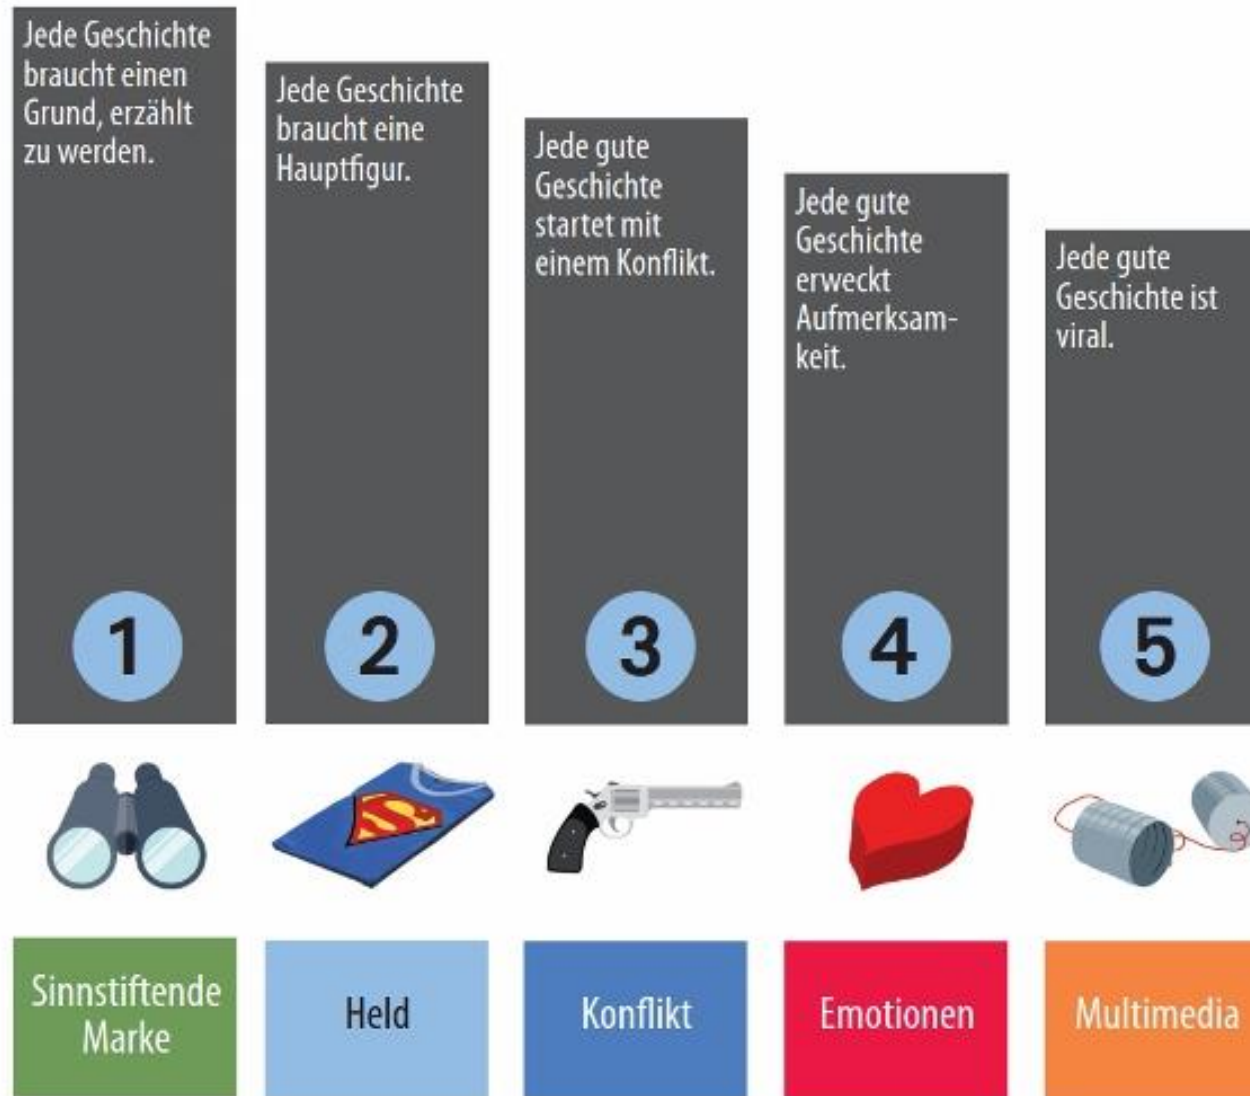 Jede Geschichte
braucht einen
Grund, erzählt
zu werden.
1
Sinnstiftende
Marke
Jede Geschichte
braucht eine
Hauptfigur.
2
Held
Jede gute
Geschichte
startet mit
einem Konflikt.
3
Konflikt
Jede gute
Geschichte
erweckt
Aufmerksam-
keit.
4
Emotionen
Jede gute
Geschichte ist
viral.
5
Multimedia